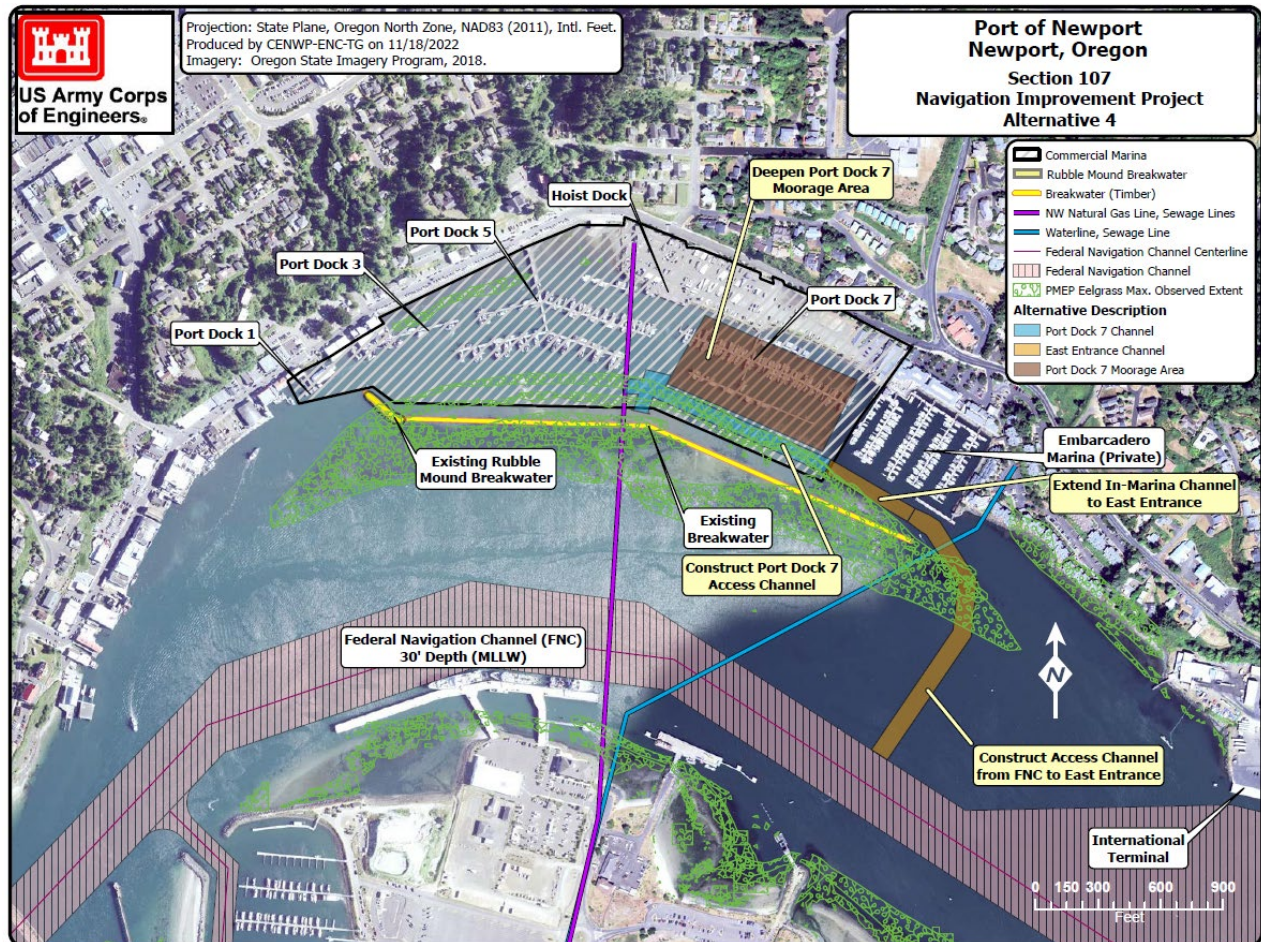 US Army Corps
of Engineers®
Projection: State Plane, Oregon North Zone, NAD83 (2011), Intl. Feet.
Produced by CENWP-ENC-TG on 11/18/2022
Imagery: Oregon State Imagery Program, 2018.
Port of Newport
Newport, Oregon
Section 107
Navigation Improvement Project
Alternative 4
Commercial Marina
Rubble Mound Breakwater
Breakwater (Timber)
NW Natural Gas Line, Sewage Lines
Waterline, Sewage Line
Federal Navigation Channel Centerline
Federal Navigation Channel
PMEP Eelgrass Max. Observed Extent
Alternative Description
Port Dock 7 Channel
East Entrance Channel
Port Dock 7 Moorage Area
Deepen Port Dock 7
Moorage Area
Hoist Dock
Port Dock 5
Port Dock 3
Port Dock 7
Port Dock 1
Embarcadero
Marina (Private)
Existing Rubble
Mound Breakwater
Extend In-Marina Channel
to East Entrance
Existing
Breakwater
Construct Port Dock 7
Access Channel
Federal Navigation Channel (FNC)
30' Depth (MLLW)
N
Construct Access Channel
from FNC to East Entrance
International
Terminal
0 150 300 600 900
Feet